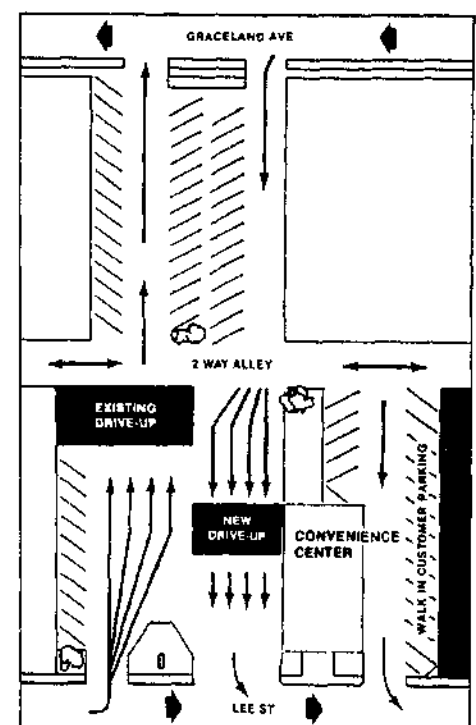 GRACELAND AVE
2 WAY ALLEY
EXISTING
DRIVE-UP
NEW
DRIVE-UP
CONVENIENCE
CENTER
WALK IN CUSTOMER PARKING
LEE ST